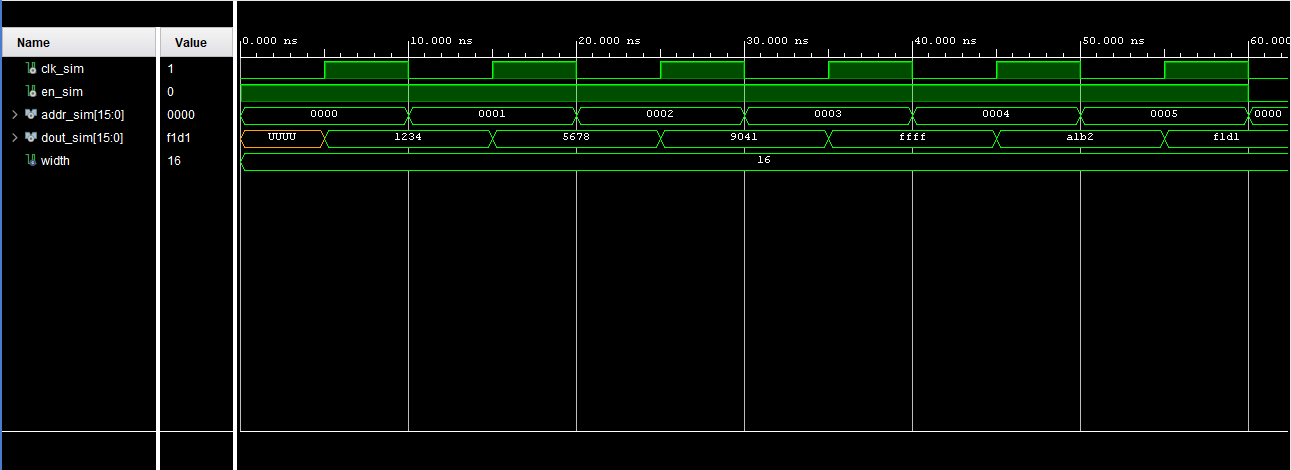 Name Value
0.000 ns 10.000 ns 20.000 ns 30.000 ns 40.000 ns 50.000 ns 60.000
clk_sim 1
en_sim 0
addr_sim[15:0] 0000 0000 0001 0002 0003 0004 0005 0000
dout_sim[15:0] f1d1 UUUU 1234 5678 9041 ffff a1b2 f1d1
width 16 16